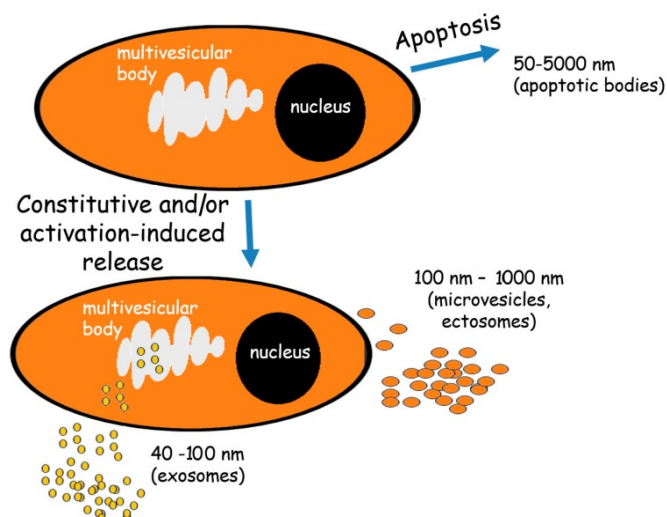 multivesicular
body
nucleus
Apoptosis
50-5000 nm
(apoptotic bodies)
Constitutive and/or
activation-induced
release
multivesicular
body
nucleus
100 nm – 1000 nm
(microvesicles,
ectosomes)
40 -100 nm
(exosomes)